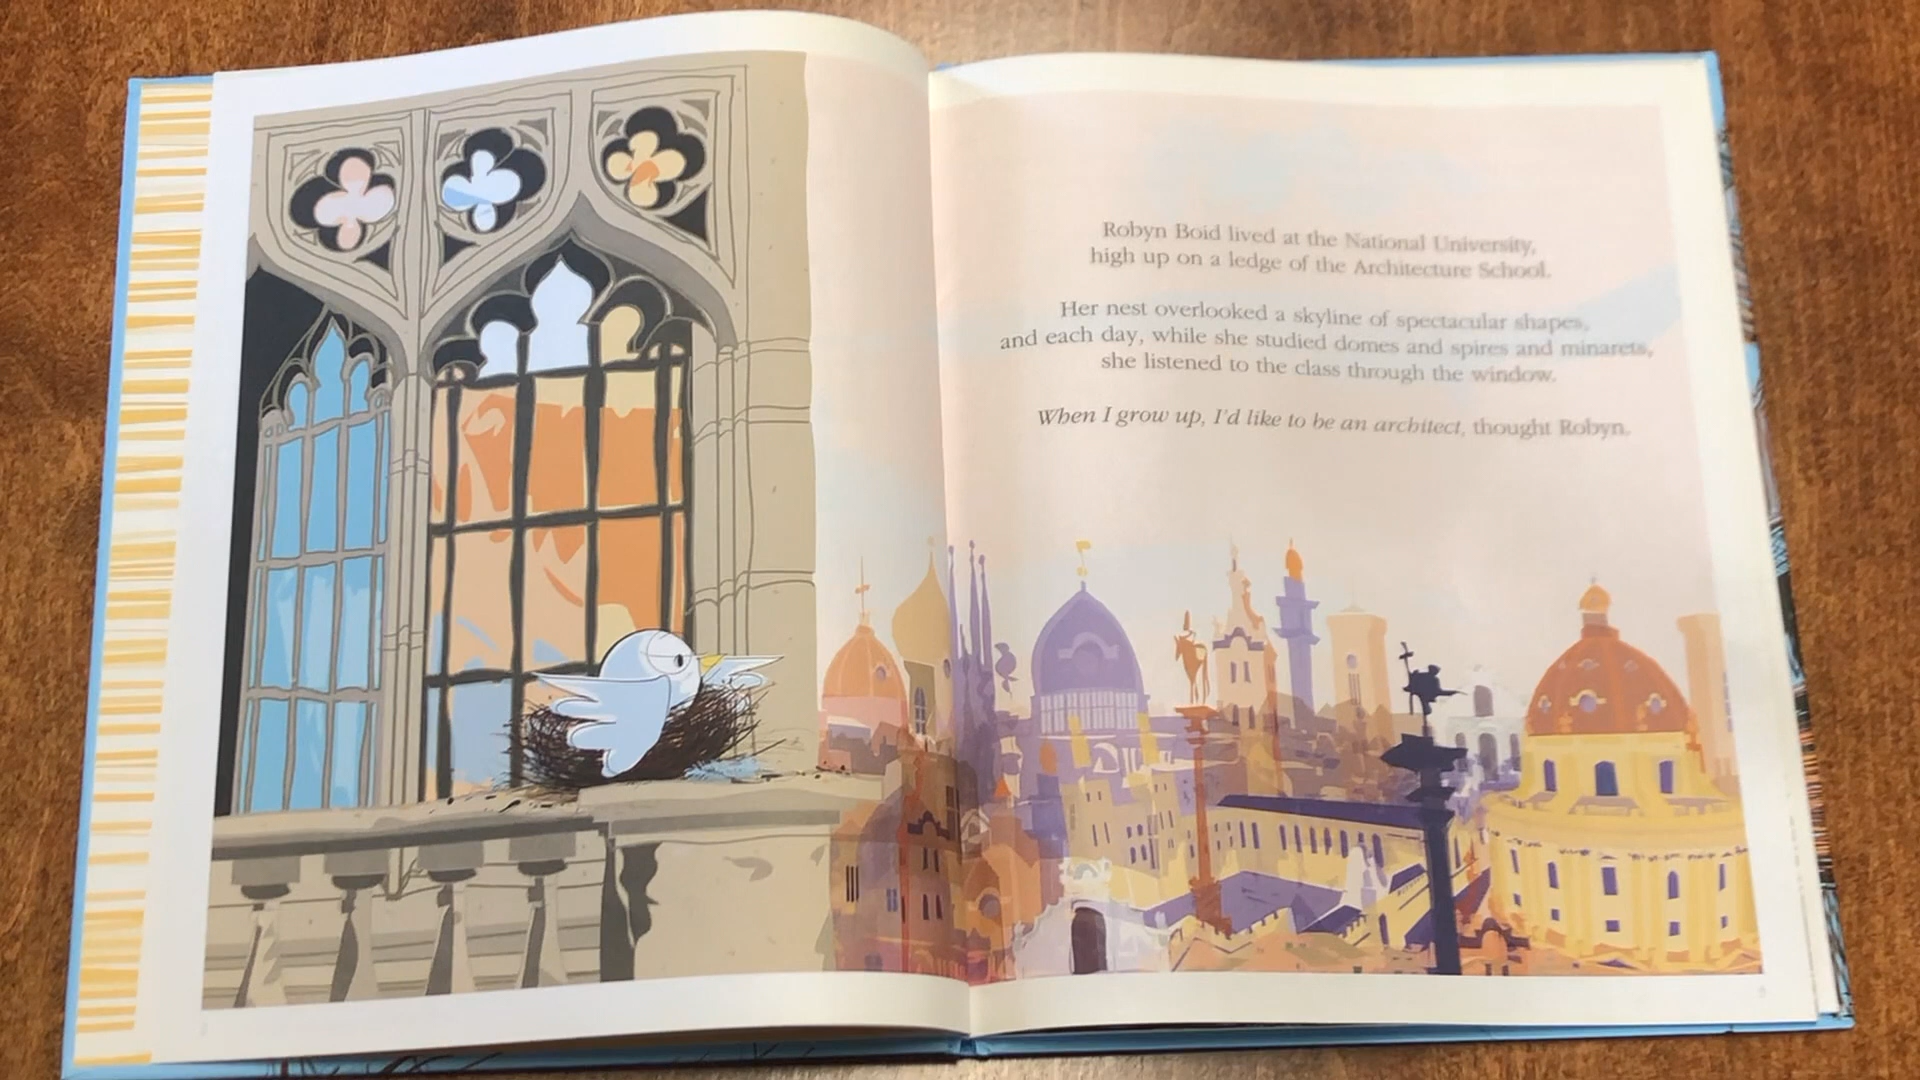 Robyn Boid lived at the National University,
high up on a ledge of the Architecture School.
Her nest overlooked a skyline of spectacular shapes,
and each day, while she studied domes and spires and minarets,
she listened to the class through the window.
When I grow up, I'd like to be an architect, thought Robyn.